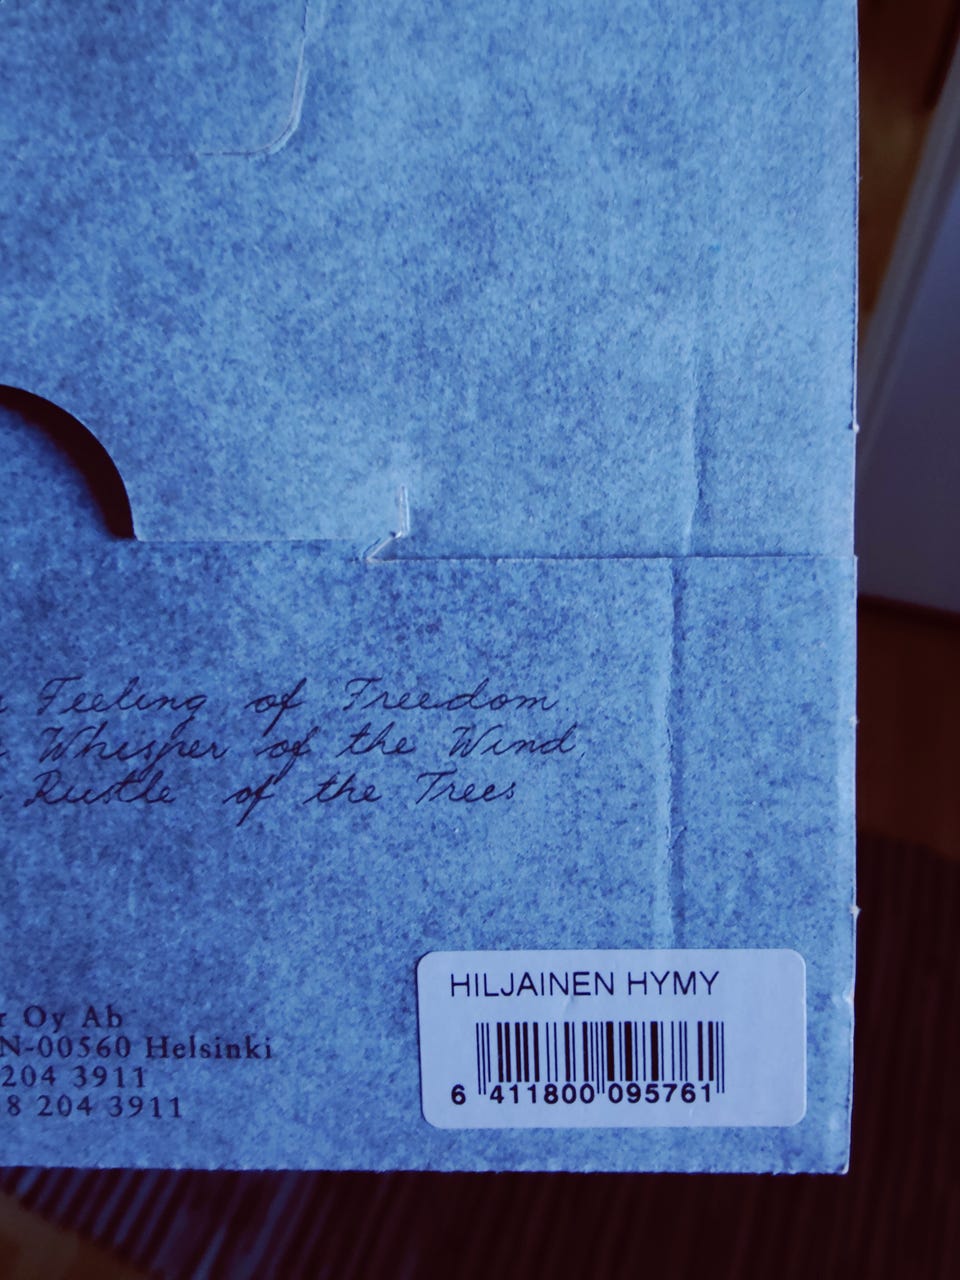 Feeling of Freedom
Whisper of the Wind,
Rustle of the Trees
Oy Ab
N-00560 Helsinki
204 3911
8 204 3911
HILJAINEN HYMY
6 411800 095761